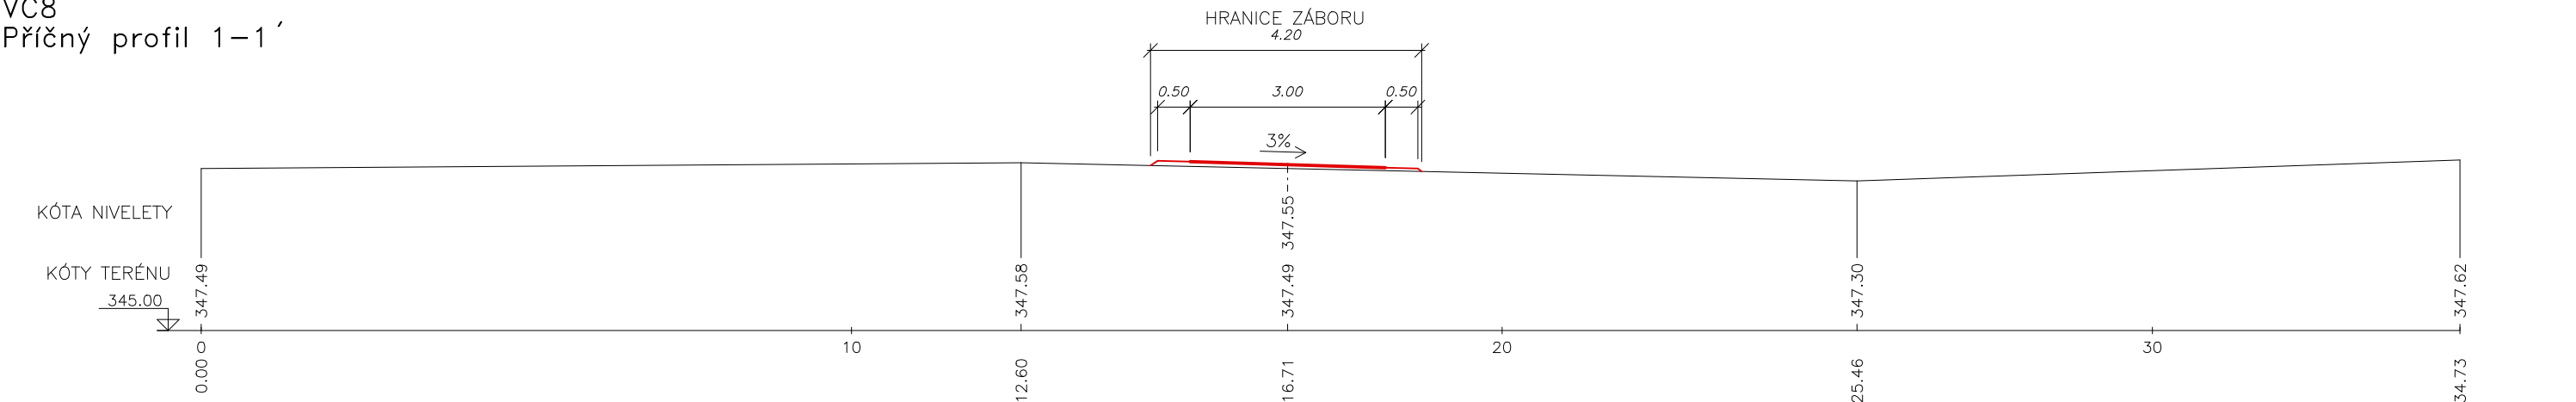 VC8
Příčný profil 1-1´
HRANICE ZÁBORU
4.20
0.50 3.00 0.50
3%
KÓTA NIVELETY
347.55
KÓTY TERÉNU
347.49 347.58 347.49 347.30 347.62
345.00
0 10 20 30
0.00 12.60 16.71 25.46 34.73